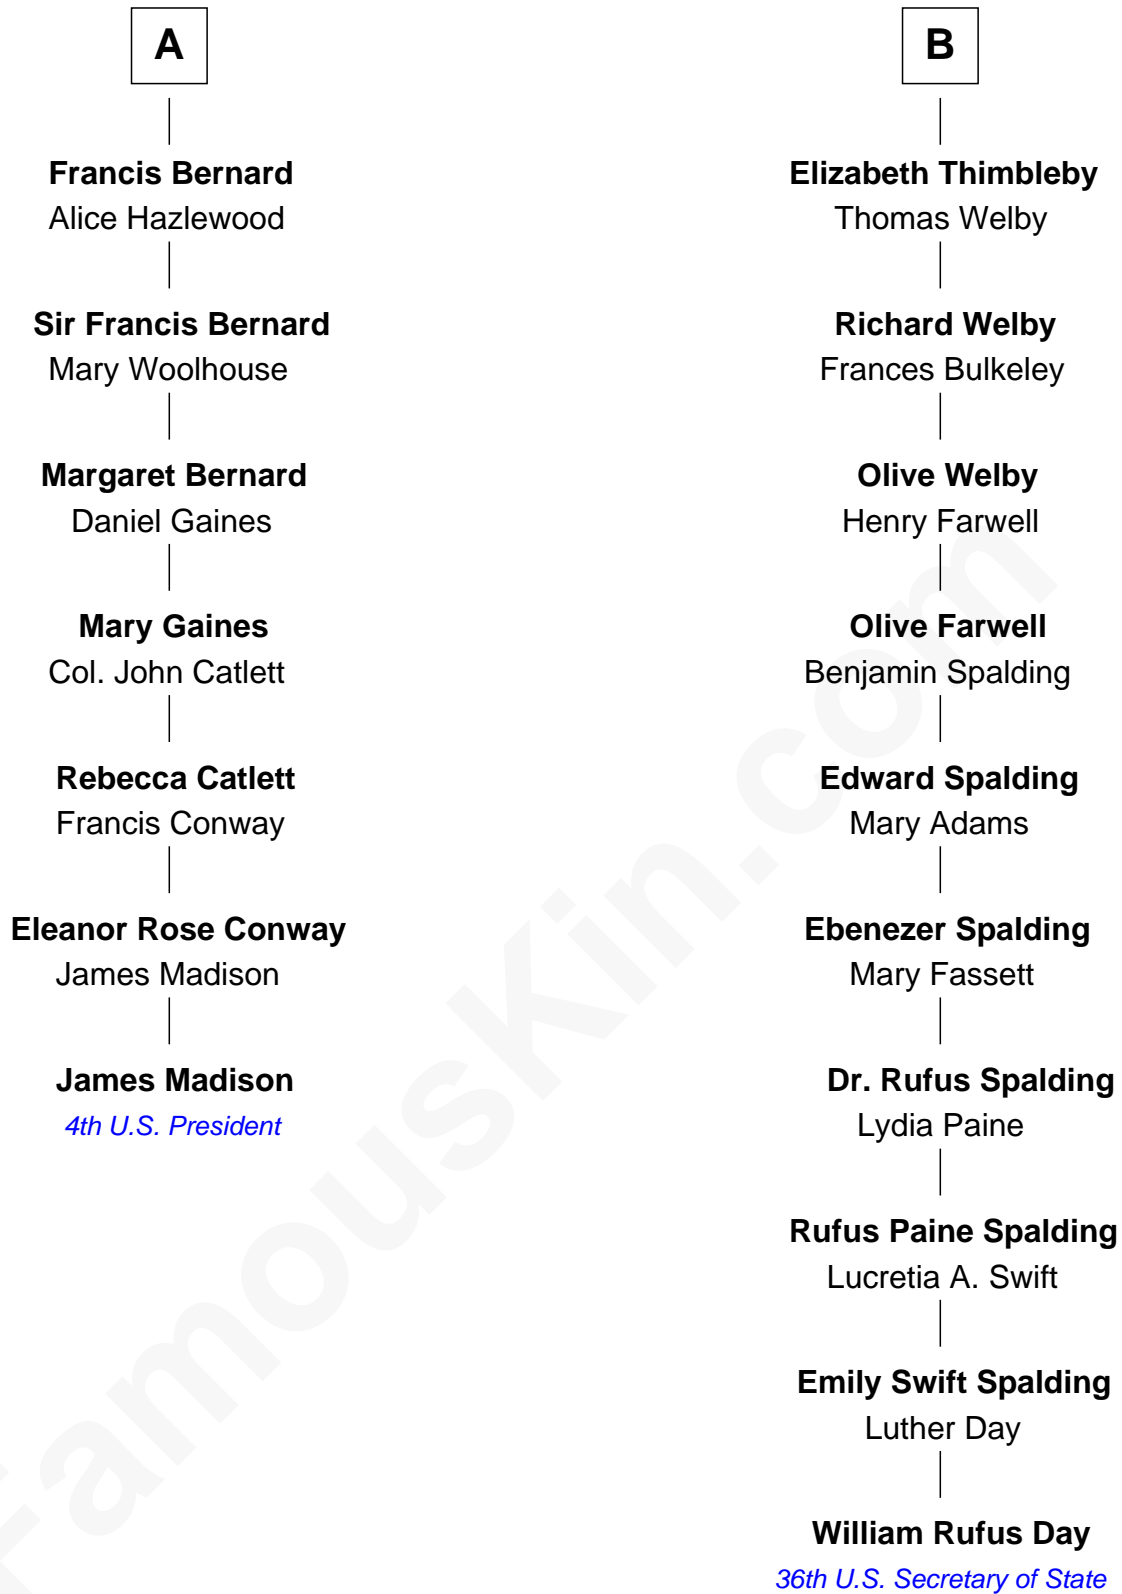 A
Francis Bernard
Alice Hazlewood
Sir Francis Bernard
Mary Woolhouse
Margaret Bernard
Daniel Gaines
Mary Gaines
Col. John Catlett
Rebecca Catlett
Francis Conway
Eleanor Rose Conway
James Madison
James Madison
4th U.S. President
B
Elizabeth Thimbleby
Thomas Welby
Richard Welby
Frances Bulkeley
Olive Welby
Henry Farwell
Olive Farwell
Benjamin Spalding
Edward Spalding
Mary Adams
Ebenezer Spalding
Mary Fassett
Dr. Rufus Spalding
Lydia Paine
Rufus Paine Spalding
Lucretia A. Swift
Emily Swift Spalding
Luther Day
William Rufus Day
36th U.S. Secretary of State
FamousKin.com